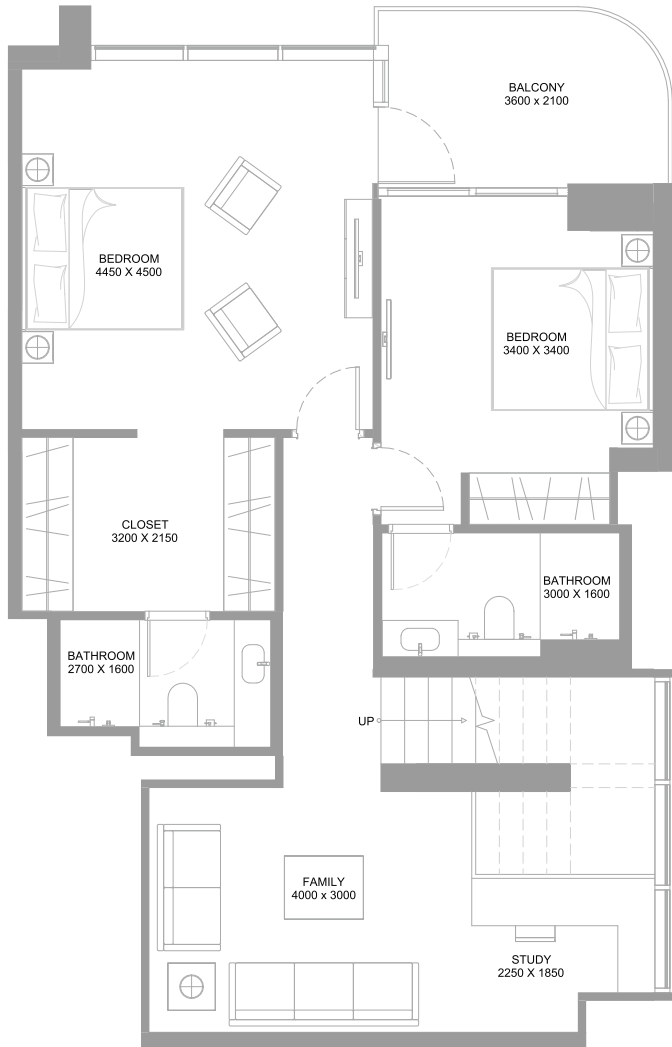 BALCONY
3600 x 2100
BEDROOM
4450 X 4500
BEDROOM
3400 X 3400
CLOSET
3200 X 2150
BATHROOM
3000 X 1600
BATHROOM
2700 X 1600
UP
FAMILY
4000 x 3000
STUDY
2250 X 1850